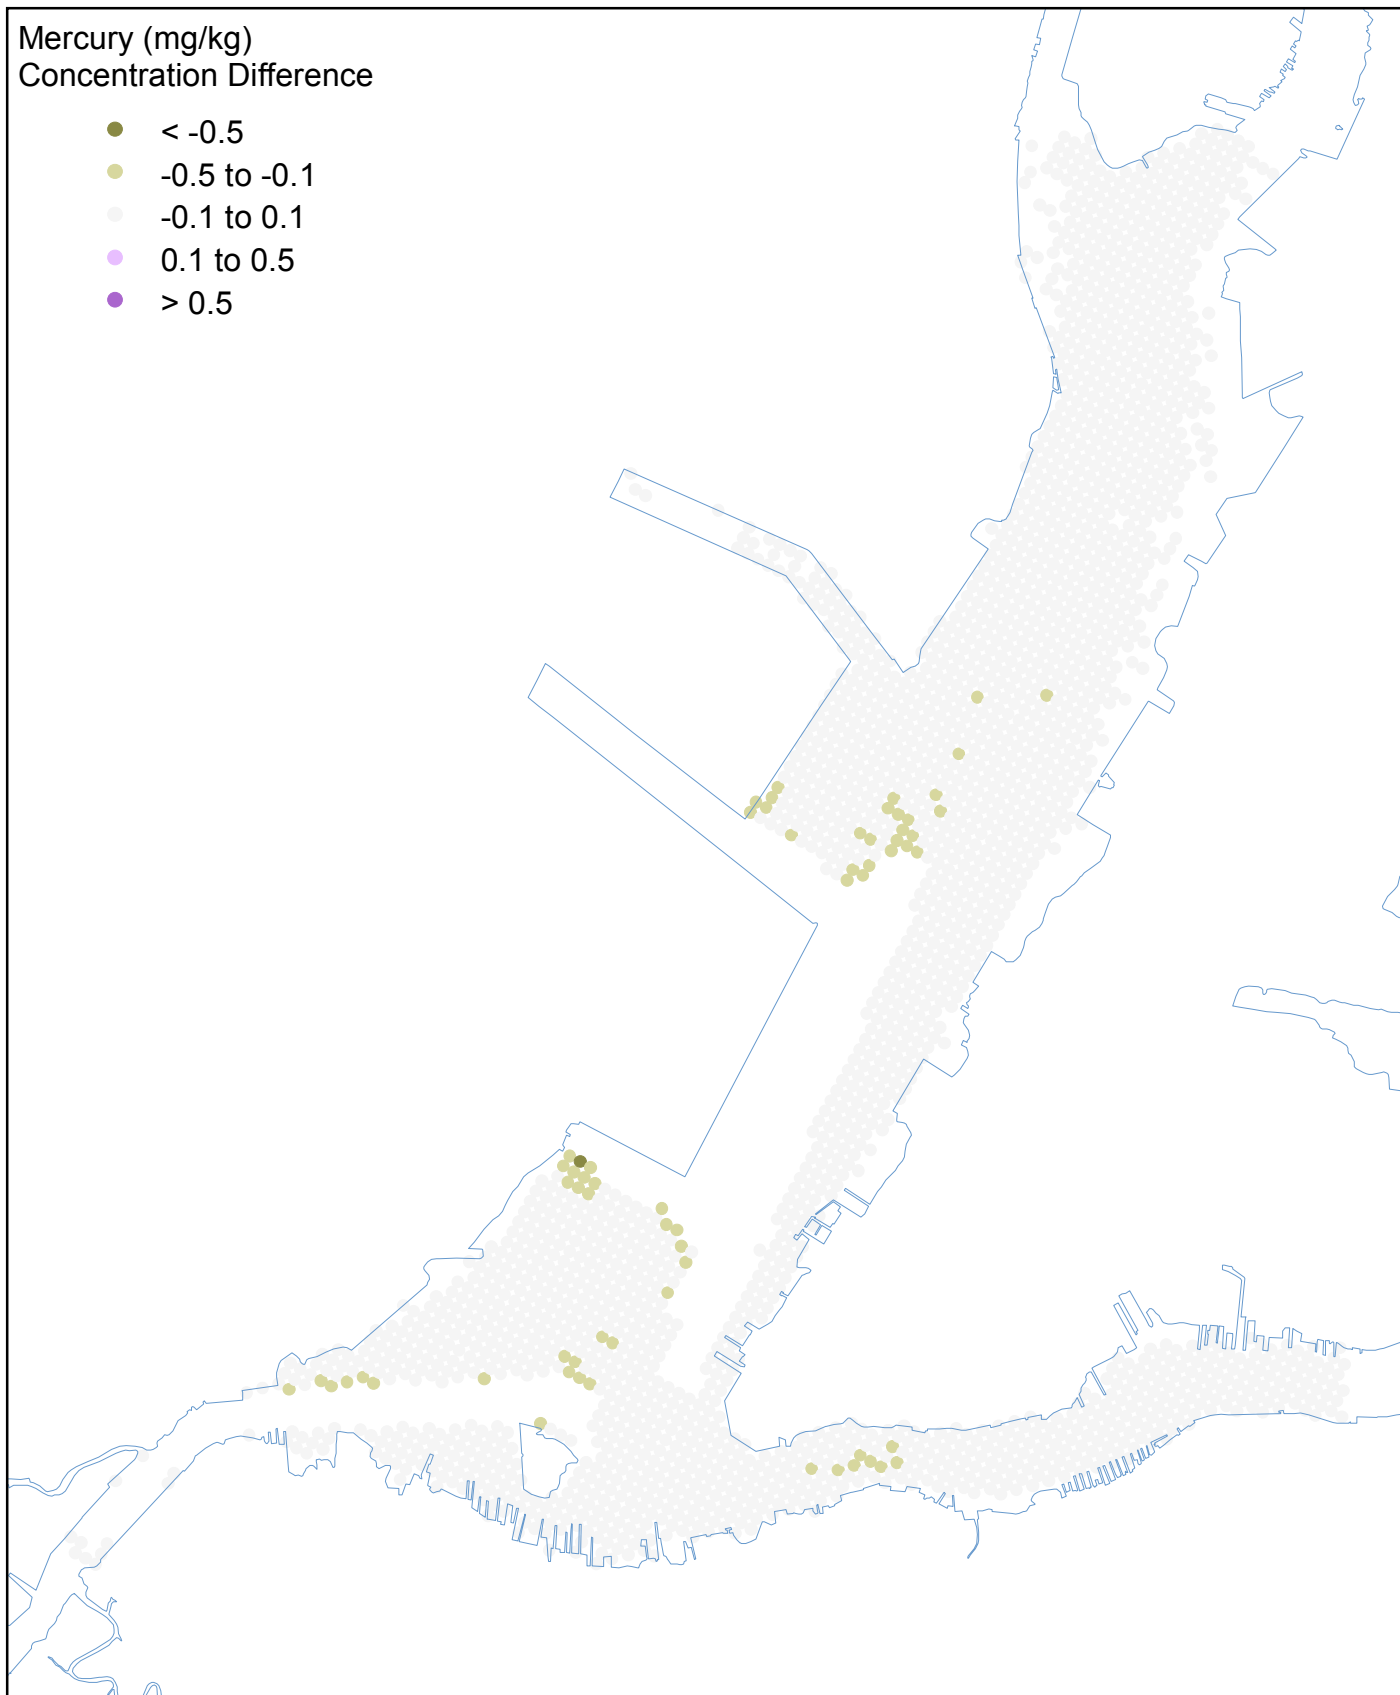 Mercury (mg/kg)
Concentration Difference
< -0.5
-0.5 to -0.1
-0.1 to 0.1
0.1 to 0.5
> 0.5